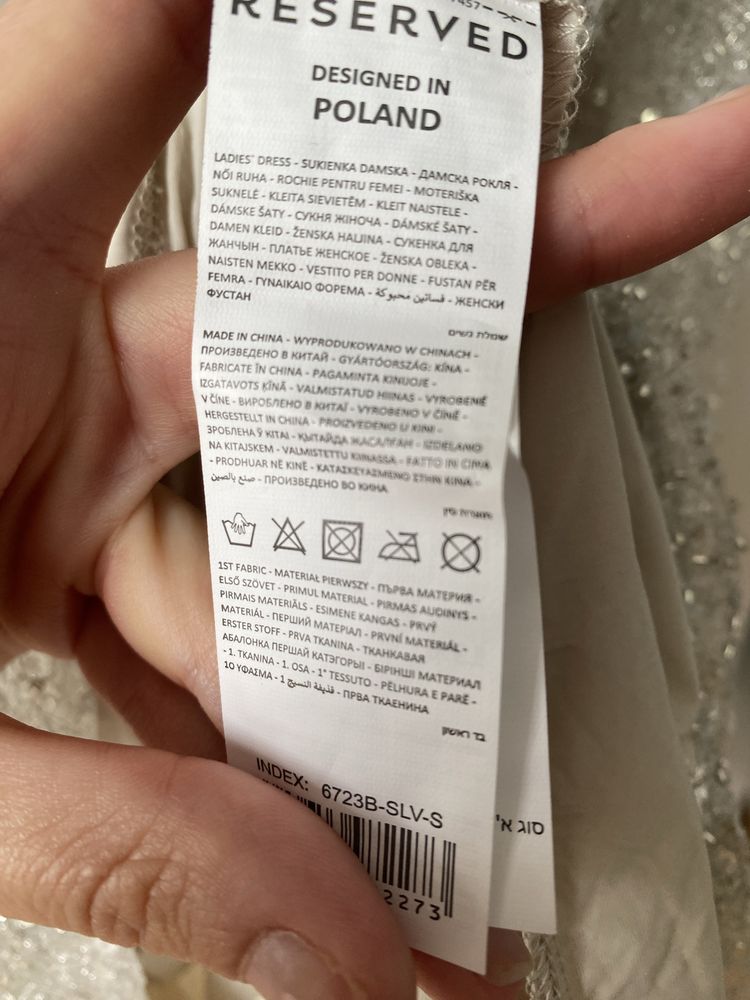 7457
RESERVED
DESIGNED IN
POLAND
LADIES' DRESS - SUKIENKA DAMSKA - ДАМСКА РОКЛЯ -
NŐI RUHA - ROCHIE PENTRU FEMEI - MOTERIŠKA
SUKNELĖ - KLEITA SIEVIETĒM - KLEIT NAISTELE -
DÁMSKE ŠATY - СУКНЯ ЖІНОЧА - DÁMSKÉ ŠATY -
DAMEN KLEID - ŽENSKA HALJINA - СУКЕНКА ДЛЯ
ЖАНЧЫН - ПЛАТЬЕ ЖЕНСКОЕ - ŽENSKA OBLEKA -
NAISTEN MEKKO - VESTITO PER DONNE - FUSTAN PËR
FEMRA - ΓΥΝΑΙΚΑΙΟ ΦΟΡΕΜΑ - فساتين محبوكة - ЖЕНСКИ
ФУСТАН
שמלות נשים
MADE IN CHINA - WYPRODUKOWANO W CHINACH -
ПРОИЗВЕДЕНО В КИТАЙ - GYÁRTÓORSZÁG: KÍNA -
FABRICATE ÎN CHINA - PAGAMINTA KINIJOJE -
IZGATAVOTS ĶĪNĀ - VALMISTATUD HIINAS - VYROBENÉ
V ČÍNE - ВИРОБЛЕНО В КИТАЇ - VYROBENO V ČÍNĚ -
HERGESTELLT IN CHINA - PROIZVEDENO U KINI -
ЗРОБЛЕНА Ў КІТАІ - ҚЫТАЙДА ЖАСАЛҒАН - IZDELANO
NA KITAJSKEM - VALMISTETTU KIINASSA - FATTO IN CINA
- PRODHUAR NË KINË - ΚΑΤΑΣΚΕΥΑΣΜΕΝΟ ΣΤΗΝ ΚΙΝΑ -
صنع بالصين - ПРОИЗВЕДЕНО ВО КИНА
1ST FABRIC - MATERIAŁ PIERWSZY - ПЪРВА МАТЕРИЯ -
ELSŐ SZÖVET - PRIMUL MATERIAL - PIRMAS AUDINYS -
PIRMAIS MATERIĀLS - ESIMENE KANGAS - PRVÝ
MATERIÁL - ПЕРШИЙ МАТЕРІАЛ - PRVNÍ MATERIÁL -
ERSTER STOFF - PRVA TKANINA - ТКАНКАВАЯ
АБАЛОНКА ПЕРШАЙ КАТЭГОРЫІ - БІРІНШІ МАТЕРИАЛ
- 1. TKANINA - 1. OSA - 1° TESSUTO - PËLHURA E PARË -
1Ο ΥΦΑΣΜΑ - 1 قذيفة النسيج - ПРВА ТКАЕНИНА
בד ראשון
INDEX: 6723B-SLV-S
2273
סוג א'